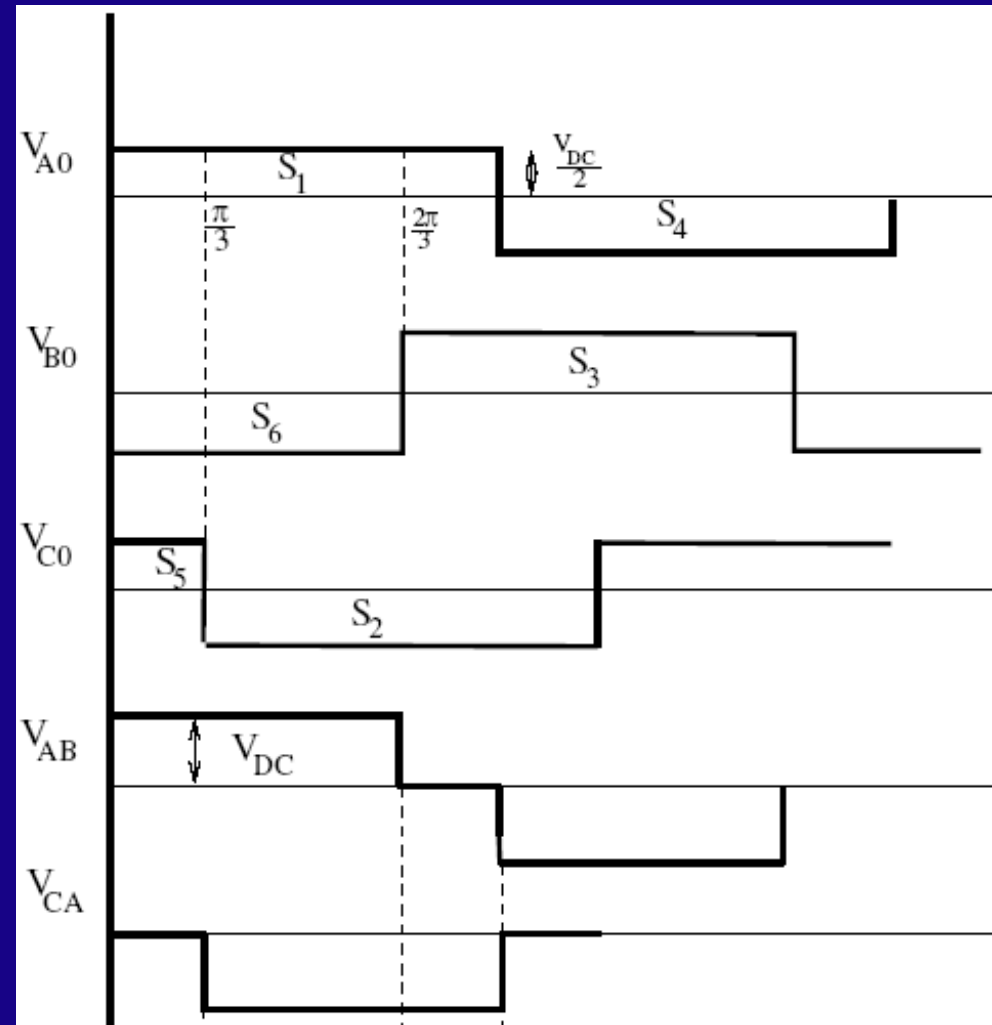 V_A0
S_1
V_DC/2
π/3
2π/3
S_4
V_B0
S_3
S_6
V_C0
S_5
S_2
V_AB
V_DC
V_CA